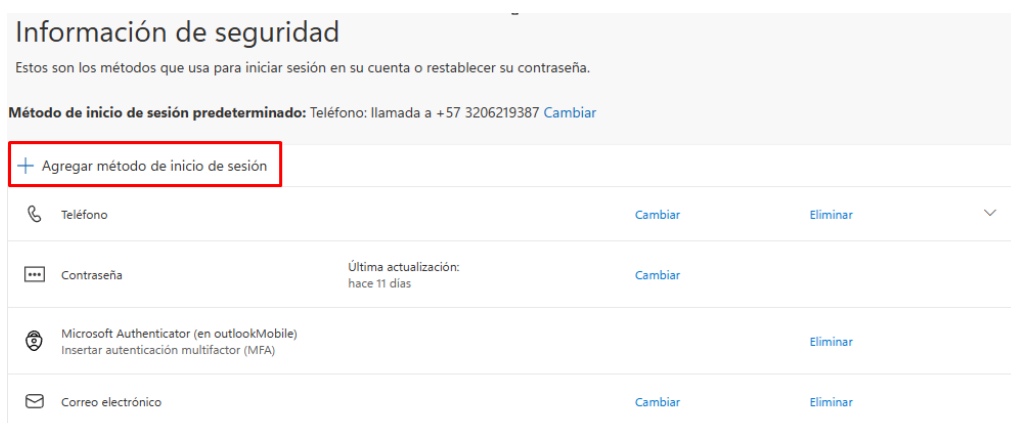 Información de seguridad
Estos son los métodos que usa para iniciar sesión en su cuenta o restablecer su contraseña.
Método de inicio de sesión predeterminado: Teléfono: llamada a +57 3206219387 Cambiar
Agregar método de inicio de sesión
Teléfono Cambiar Eliminar
Contraseña Última actualización: Cambiar
hace 11 días
Microsoft Authenticator (en outlookMobile) Eliminar
Insertar autenticación multifactor (MFA)
Correo electrónico Cambiar Eliminar